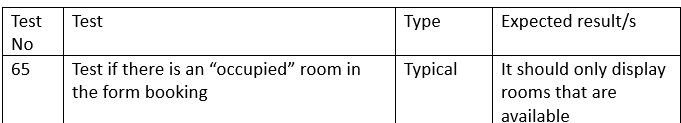 Test No Test Type Expected result/s
65 Test if there is an “occupied” room in Typical It should only display
the form booking rooms that are
available